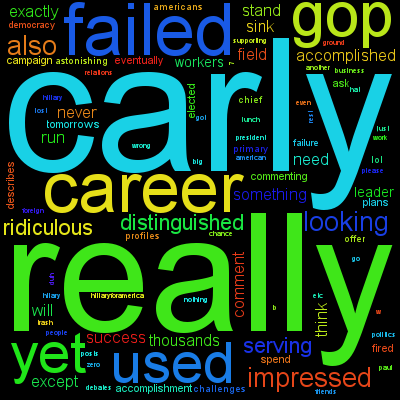 americans
exactly
democracy
failed
gop
stand
sink
supporting
ground
also
campaign
astonishing
eventually
workers
field
accomplished
relations
another
business
carly
hillary
lost
never
tomorrows
run
elected
chief
ask
hal
got
lunch
president
rest
even
lust
work
failure
wrong
primary
american
need
lol
please
big
describes
career
commenting
something
leader
plans
foreign
distinguished
looking
ridiculous
profiles
chance
offer
go
really
auh
hillary
hillaryforamerica
nothing
comment
etc
w
will
trash
people
b
think
politics
yet
success
thousands
serving
fired
posts
zero
used
spend
paul
except
accomplishment
challenges
impressed
debates
friends